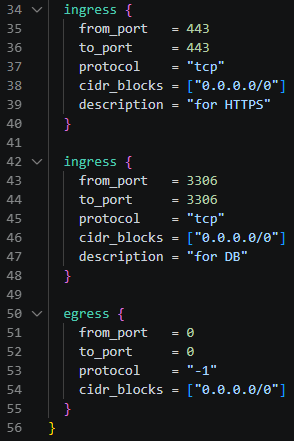 34 ingress {
35 from_port = 443
36 to_port = 443
37 protocol = "tcp"
38 cidr_blocks = ["0.0.0.0/0"]
39 description = "for HTTPS"
40 }
41
42 ingress {
43 from_port = 3306
44 to_port = 3306
45 protocol = "tcp"
46 cidr_blocks = ["0.0.0.0/0"]
47 description = "for DB"
48 }
49
50 egress {
51 from_port = 0
52 to_port = 0
53 protocol = "-1"
54 cidr_blocks = ["0.0.0.0/0"]
55 }
56 }